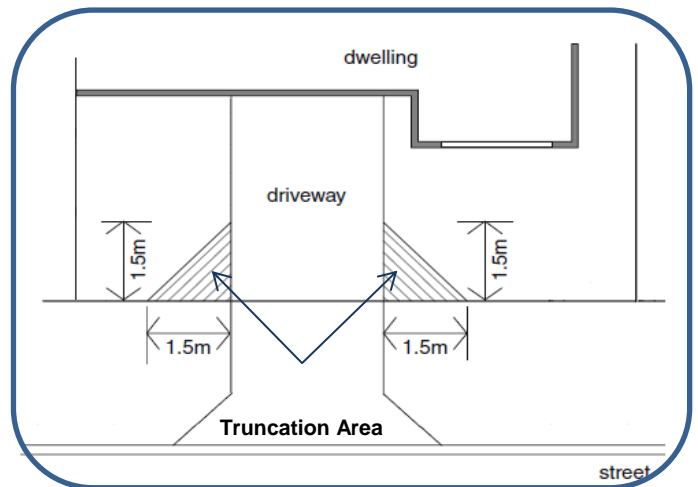 dwelling
driveway
1.5m
1.5m
1.5m
1.5m
Truncation Area
street